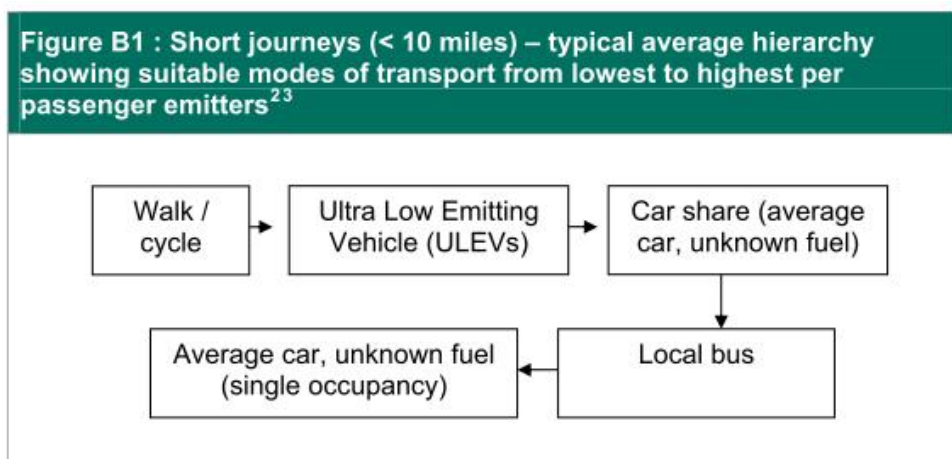 Figure B1 : Short journeys (< 10 miles) – typical average hierarchy
showing suitable modes of transport from lowest to highest per
passenger emitters23
Walk /
cycle
Ultra Low Emitting
Vehicle (ULEVs)
Car share (average
car, unknown fuel)
Local bus
Average car, unknown fuel
(single occupancy)